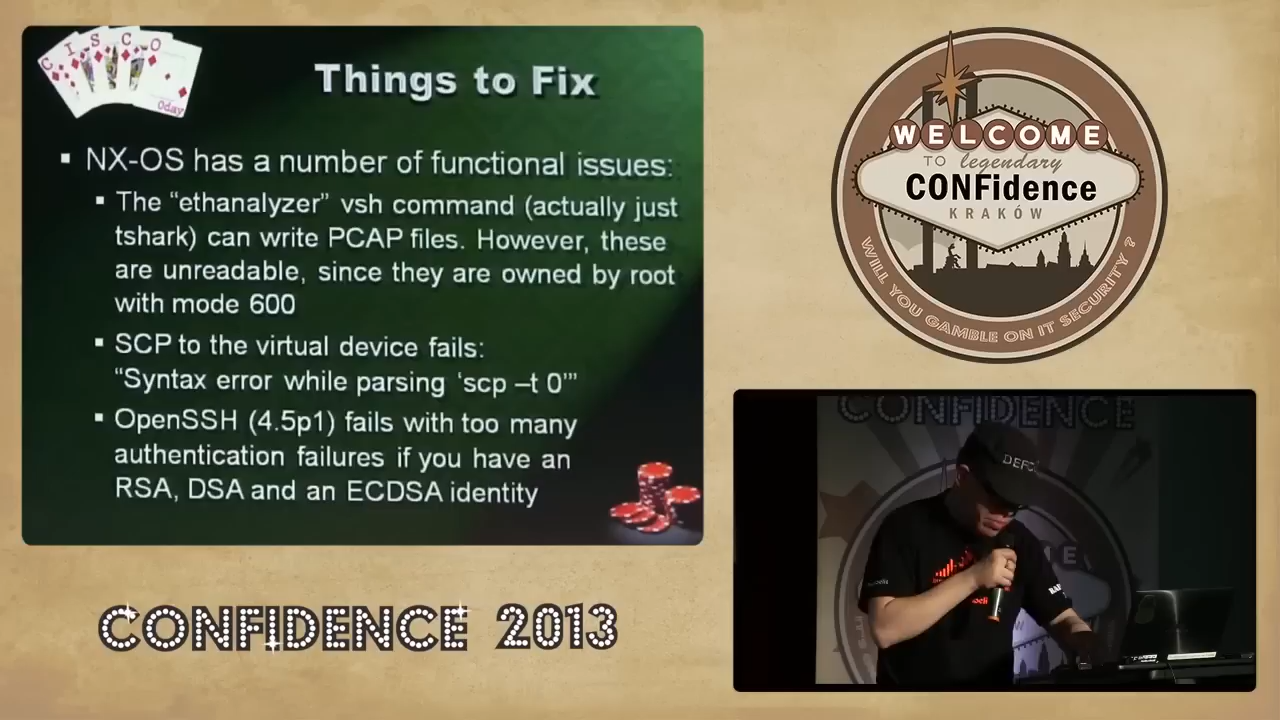 C I S C O
0day
Things to Fix
▪ NX-OS has a number of functional issues:
▪ The “ethanalyzer” vsh command (actually just
tshark) can write PCAP files. However, these
are unreadable, since they are owned by root
with mode 600
▪ SCP to the virtual device fails:
“Syntax error while parsing ‘scp –t 0’”
▪ OpenSSH (4.5p1) fails with too many
authentication failures if you have an
RSA, DSA and an ECDSA identity
CONFIDENCE 2013
WELCOME
TO legendary
CONFidence
KRAKÓW
WILL YOU GAMBLE ON IT SECURITY ?
CONFIDENCE